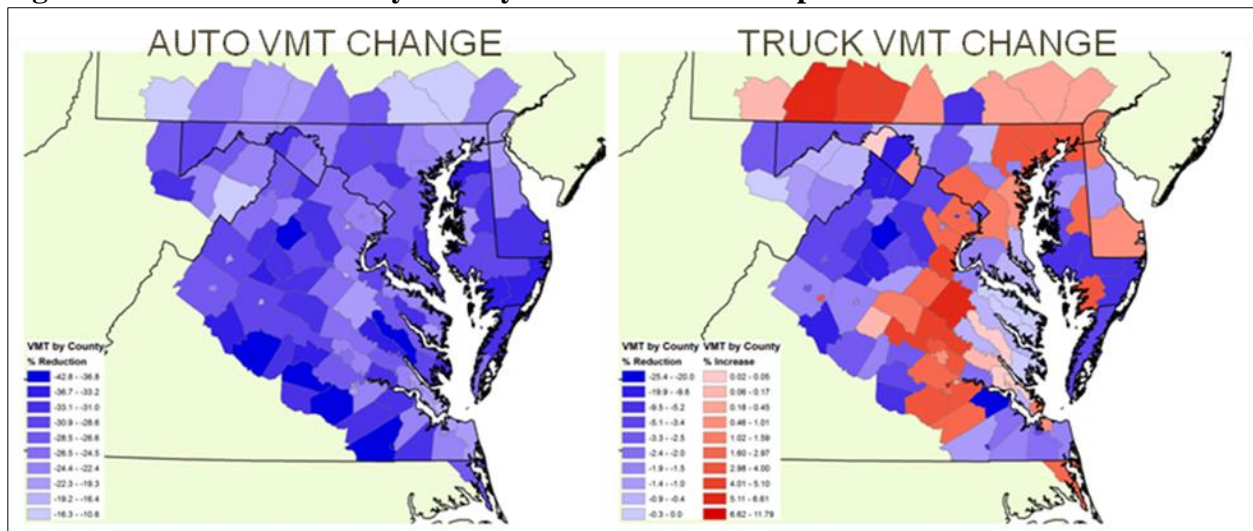 AUTO VMT CHANGE
TRUCK VMT CHANGE
VMT by County
% Reduction
-42.8 - -36.8
-36.7 - -33.2
-33.1 - -31.0
-30.9 - -28.6
-28.5 - -26.6
-26.5 - -24.5
-24.4 - -22.4
-22.3 - -19.3
-19.2 - -16.4
-16.3 - -10.6
VMT by County
% Reduction
-25.4 - -20.0
-19.9 - -9.6
-9.5 - -5.2
-5.1 - -3.4
-3.3 - -2.5
-2.4 - -2.0
-1.9 - -1.5
-1.4 - -1.0
-0.9 - -0.4
-0.3 - 0.0
VMT by County
% Increase
0.02 - 0.05
0.06 - 0.17
0.18 - 0.45
0.46 - 1.01
1.02 - 1.59
1.60 - 2.97
2.98 - 4.00
4.01 - 5.10
5.11 - 6.61
6.62 - 11.79